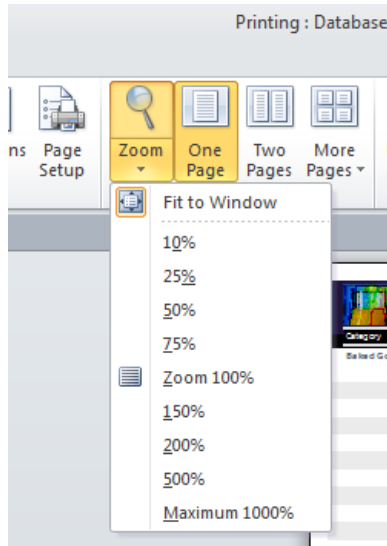 Printing : Database
ns Page Setup
Zoom
One Page
Two Pages
More Pages
Fit to Window
10%
25%
50%
75%
Zoom 100%
150%
200%
500%
Maximum 1000%
Category
Baked Go